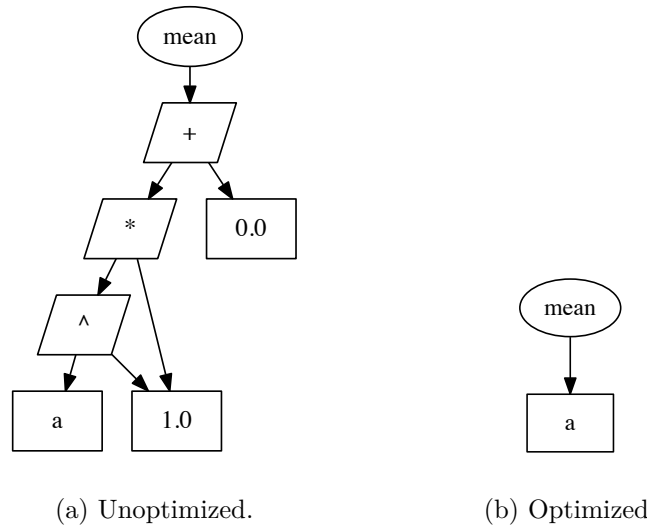 mean
+
*
0.0
^
a
1.0
(a) Unoptimized.
mean
a
(b) Optimized